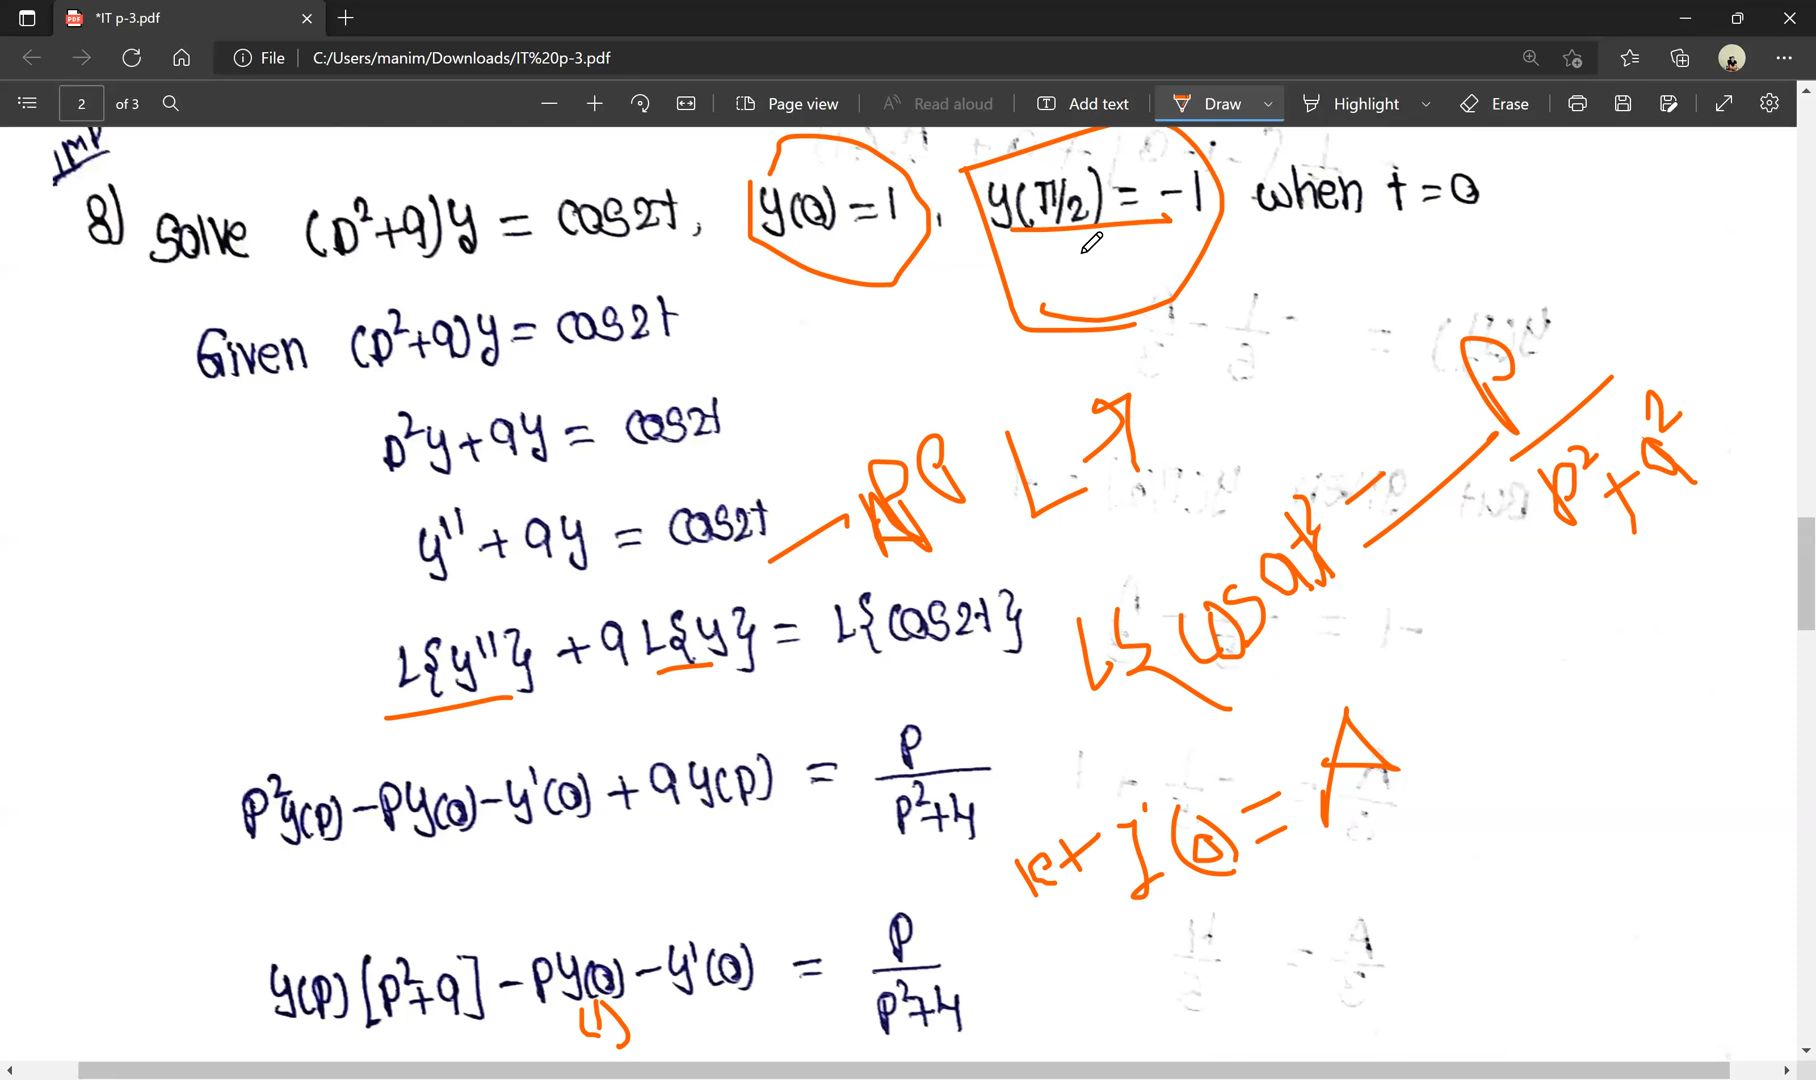 *IT p-3.pdf
File C:/Users/manim/Downloads/IT%20p-3.pdf
2 of 3 Page view Read aloud Add text Draw Highlight Erase
IMP
8) Solve (D²+9)y = cos2t, y(0)=1, y(π/2) = -1 when t=0
Given (D²+9)y = cos2t
D²y+9y = cos2t
y''+9y = cos2t
L{y''} + 9L{y} = L{cos2t}
L{cosat
P
P²+a²
P²y(P) - Py(0) - y'(0) + 9y(P) = P/P²+4
let y'(0) = A
y(P)[P²+9] - Py(0) - y'(0) = P/P²+4
(1)